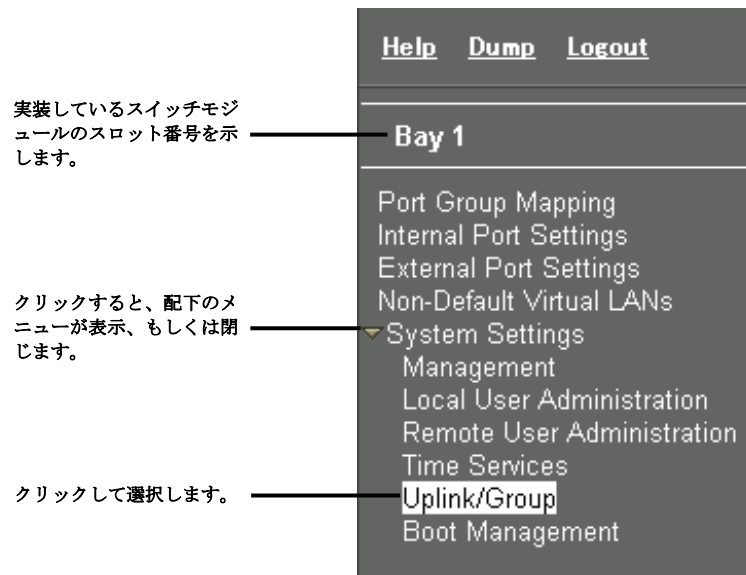 Help Dump Logout
実装しているスイッチモジ
ュールのスロット番号を示
します。
Bay 1
Port Group Mapping
Internal Port Settings
External Port Settings
Non-Default Virtual LANs
クリックすると、配下のメ
ニューが表示、もしくは閉
じます。
System Settings
Management
Local User Administration
Remote User Administration
Time Services
クリックして選択します。
Uplink/Group
Boot Management